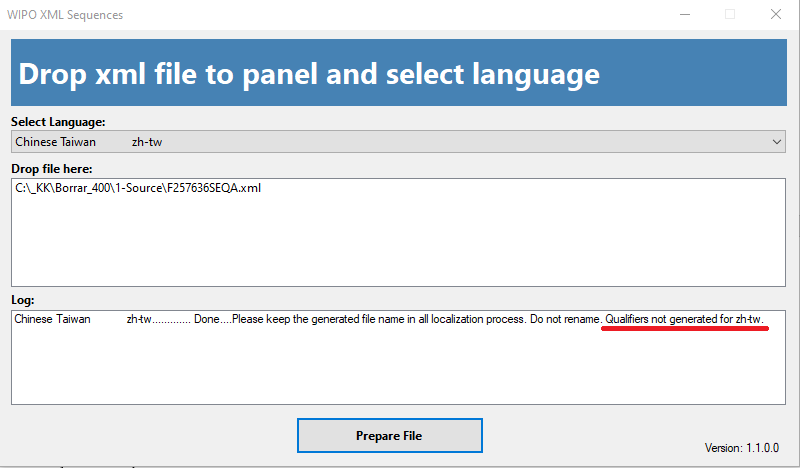 WIPO XML Sequences
Drop xml file to panel and select language
Select Language:
Chinese Taiwan zh-tw
Drop file here:
C:\_KK\Borrar_400\1-Source\F257636SEQA.xml
Log:
Chinese Taiwan zh-tw............. Done....Please keep the generated file name in all localization process. Do not rename. Qualifiers not generated for zh-tw.
Prepare File
Version: 1.1.0.0